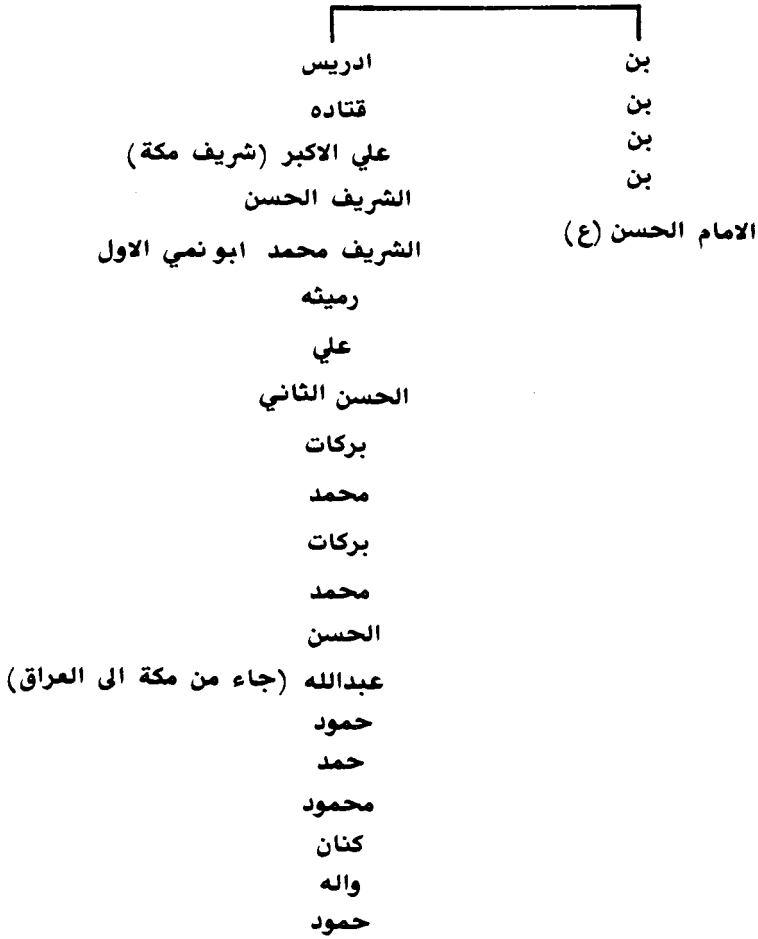 بن
بن
بن
بن
الامام الحسن (ع)
ادريس
قتاده
علي الاكبر (شريف مكة)
الشريف الحسن
الشريف محمد ابو نمي الاول
رميثه
علي
الحسن الثاني
بركات
محمد
بركات
محمد
الحسن
عبدالله (جاء من مكة الى العراق)
حمود
حمد
محمود
كنان
واله
حمود